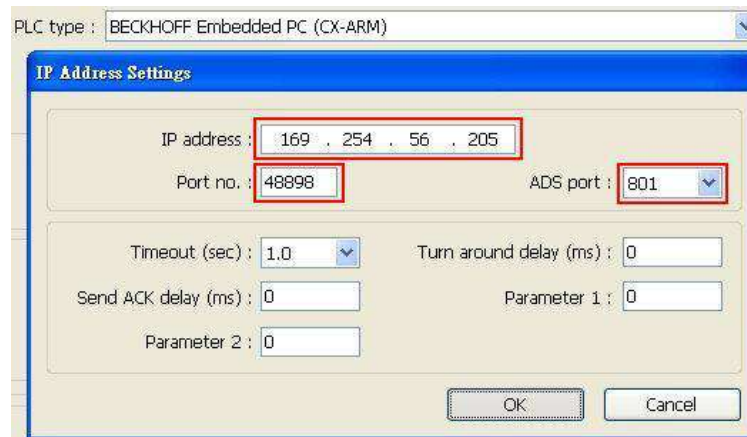 PLC type : BECKHOFF Embedded PC (CX-ARM)
IP Address Settings
IP address : 169 . 254 . 56 . 205
Port no. : 48898 ADS port : 801
Timeout (sec) : 1.0 Turn around delay (ms) : 0
Send ACK delay (ms) : 0 Parameter 1 : 0
Parameter 2 : 0
OK Cancel